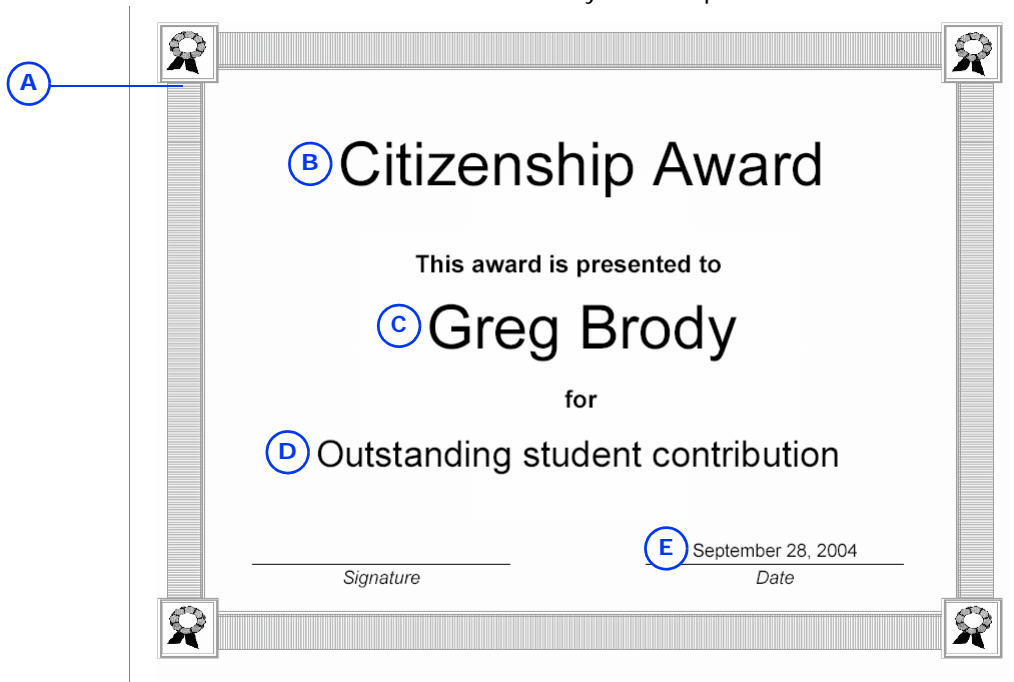 A
B Citizenship Award
This award is presented to
C Greg Brody
for
D Outstanding student contribution
E September 28, 2004
Signature Date